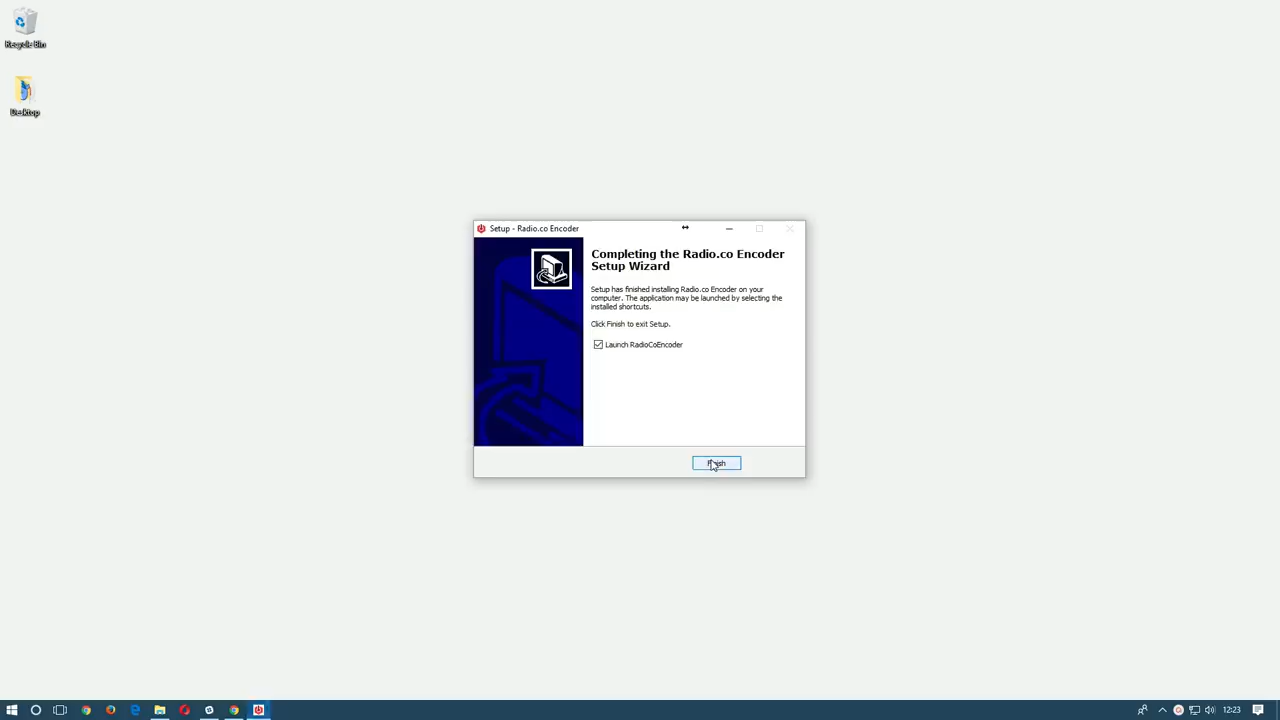 Recycle Bin
Desktop
Setup - Radio.co Encoder
Completing the Radio.co Encoder
Setup Wizard
Setup has finished installing Radio.co Encoder on your
computer. The application may be launched by selecting the
installed shortcuts.
Click Finish to exit Setup.
Launch RadioCoEncoder
Finish
12:23